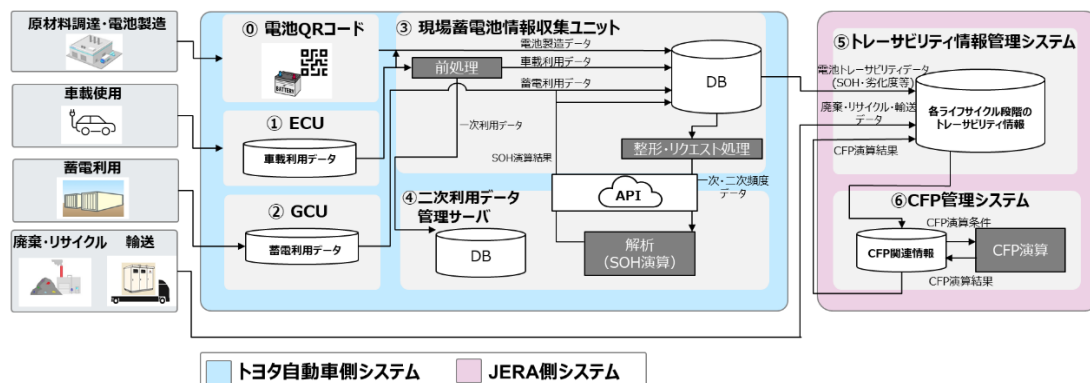 原材料調達・電池製造
車載使用
蓄電利用
廃棄・リサイクル 輸送
⓪ 電池QRコード
BATTERY
① ECU
車載利用データ
② GCU
蓄電利用データ
③ 現場蓄電池情報収集ユニット
電池製造データ
前処理
車載利用データ
蓄電利用データ
DB
一次利用データ
SOH演算結果
整形・リクエスト処理
API
一次・二次頻度
データ
④二次利用データ
管理サーバ
DB
解析
(SOH演算)
⑤トレーサビリティ情報管理システム
電池トレーサビリティデータ
(SOH・劣化度等)
廃棄・リサイクル・輸送
データ
CFP演算結果
各ライフサイクル段階の
トレーサビリティ情報
⑥CFP管理システム
CFP演算条件
CFP関連情報
CFP演算
CFP演算結果
トヨタ自動車側システム
JERA側システム